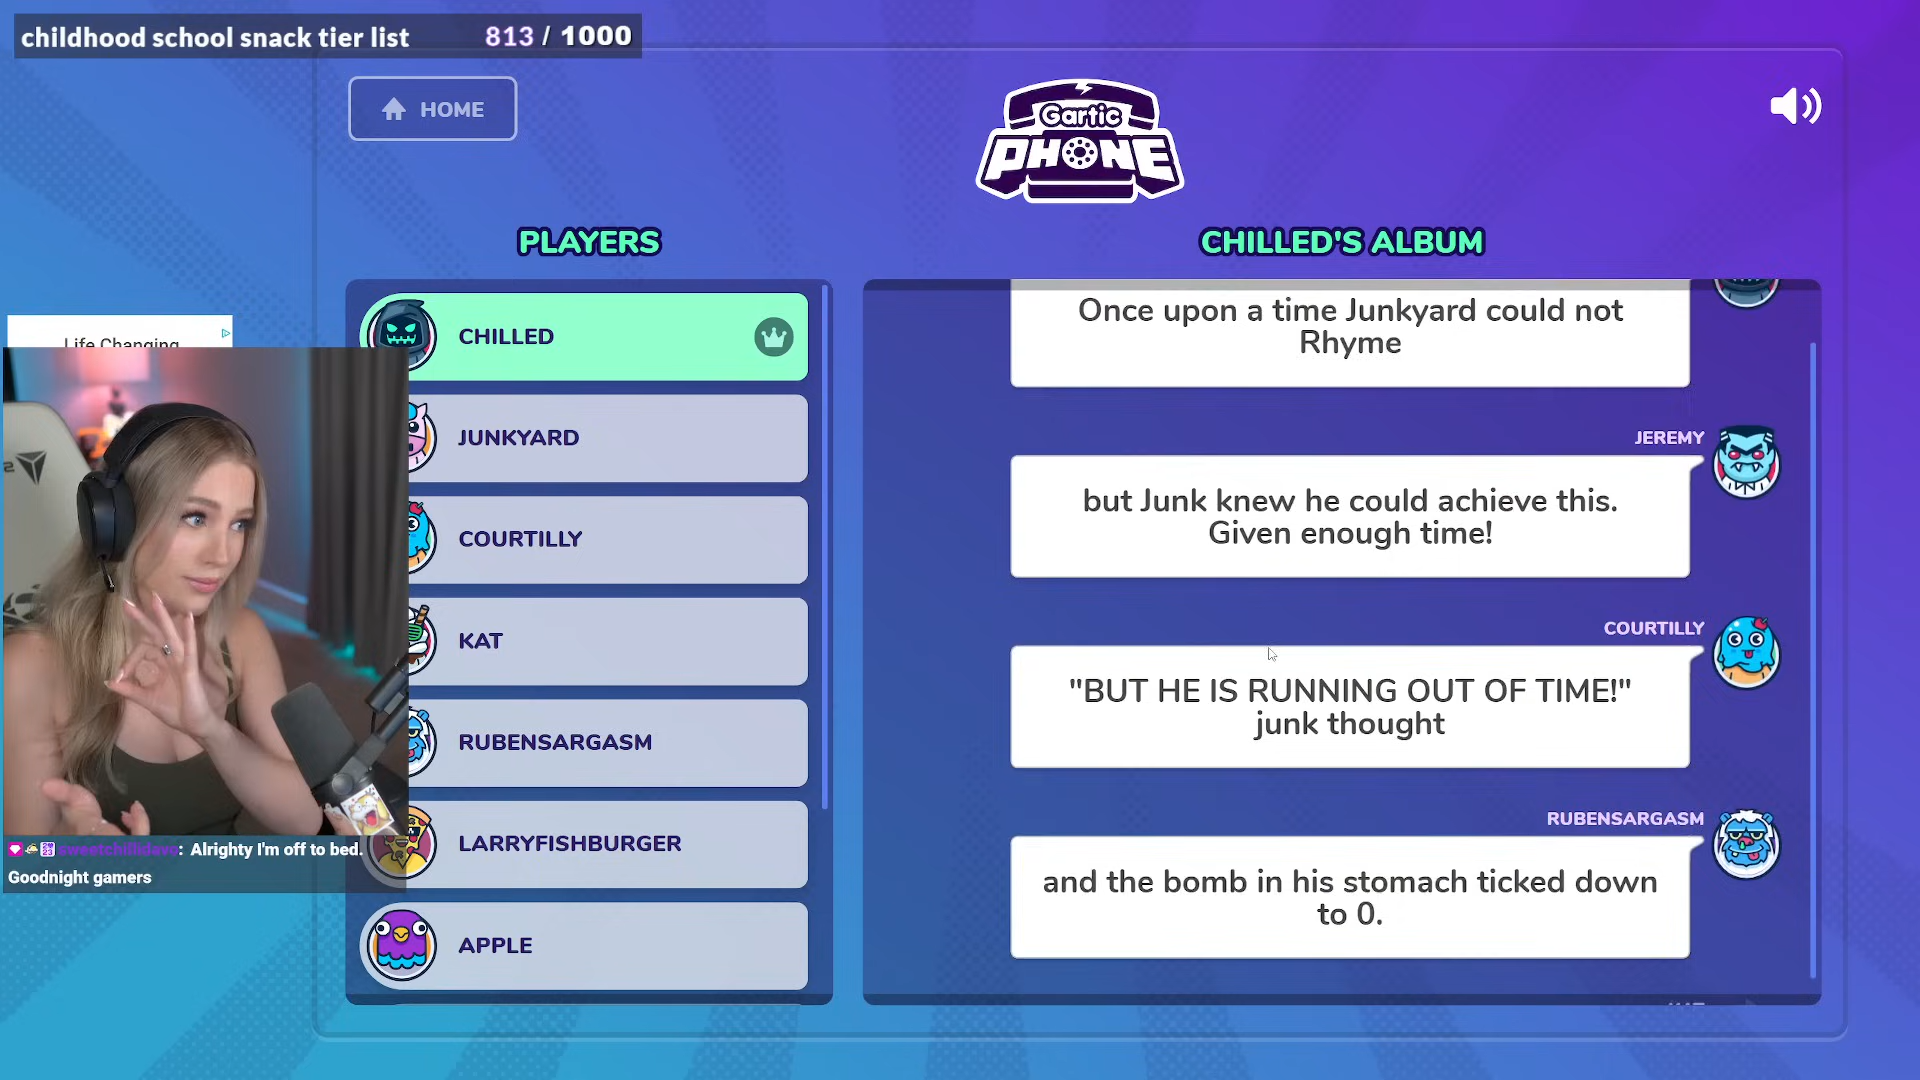 childhood school snack tier list 813 / 1000
HOME
Gartic
PHONE
PLAYERS
CHILLED
JUNKYARD
COURTILLY
KAT
RUBENSARGASM
LARRYFISHBURGER
APPLE
CHILLED'S ALBUM
Once upon a time Junkyard could not
Rhyme
JEREMY
but Junk knew he could achieve this.
Given enough time!
COURTILLY
"BUT HE IS RUNNING OUT OF TIME!"
junk thought
RUBENSARGASM
and the bomb in his stomach ticked down
to 0.
Life Changing
sweetchillidavo: Alrighty I'm off to bed.
Goodnight gamers